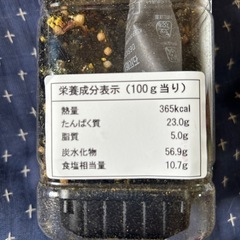 栄養成分表示（100ｇ当り）
熱量 365kcal
たんぱく質 23.0g
脂質 5.0g
炭水化物 56.9g
食塩相当量 10.7g